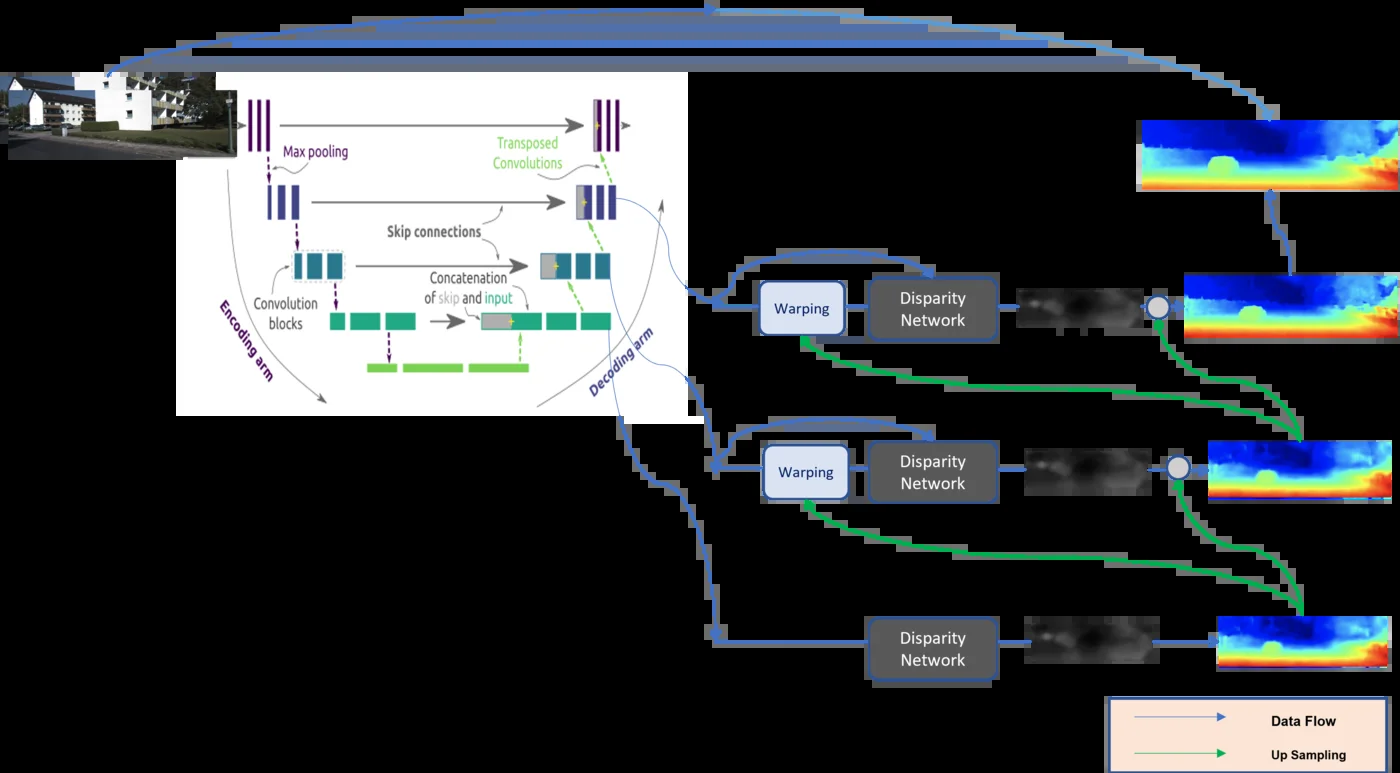 Max pooling
Transposed
Convolutions
Skip connections
Concatenation
of skip and input
Convolution
blocks
Encoding arm
Decoding arm
Warping
Disparity
Network
Warping
Disparity
Network
Disparity
Network
Data Flow
Up Sampling